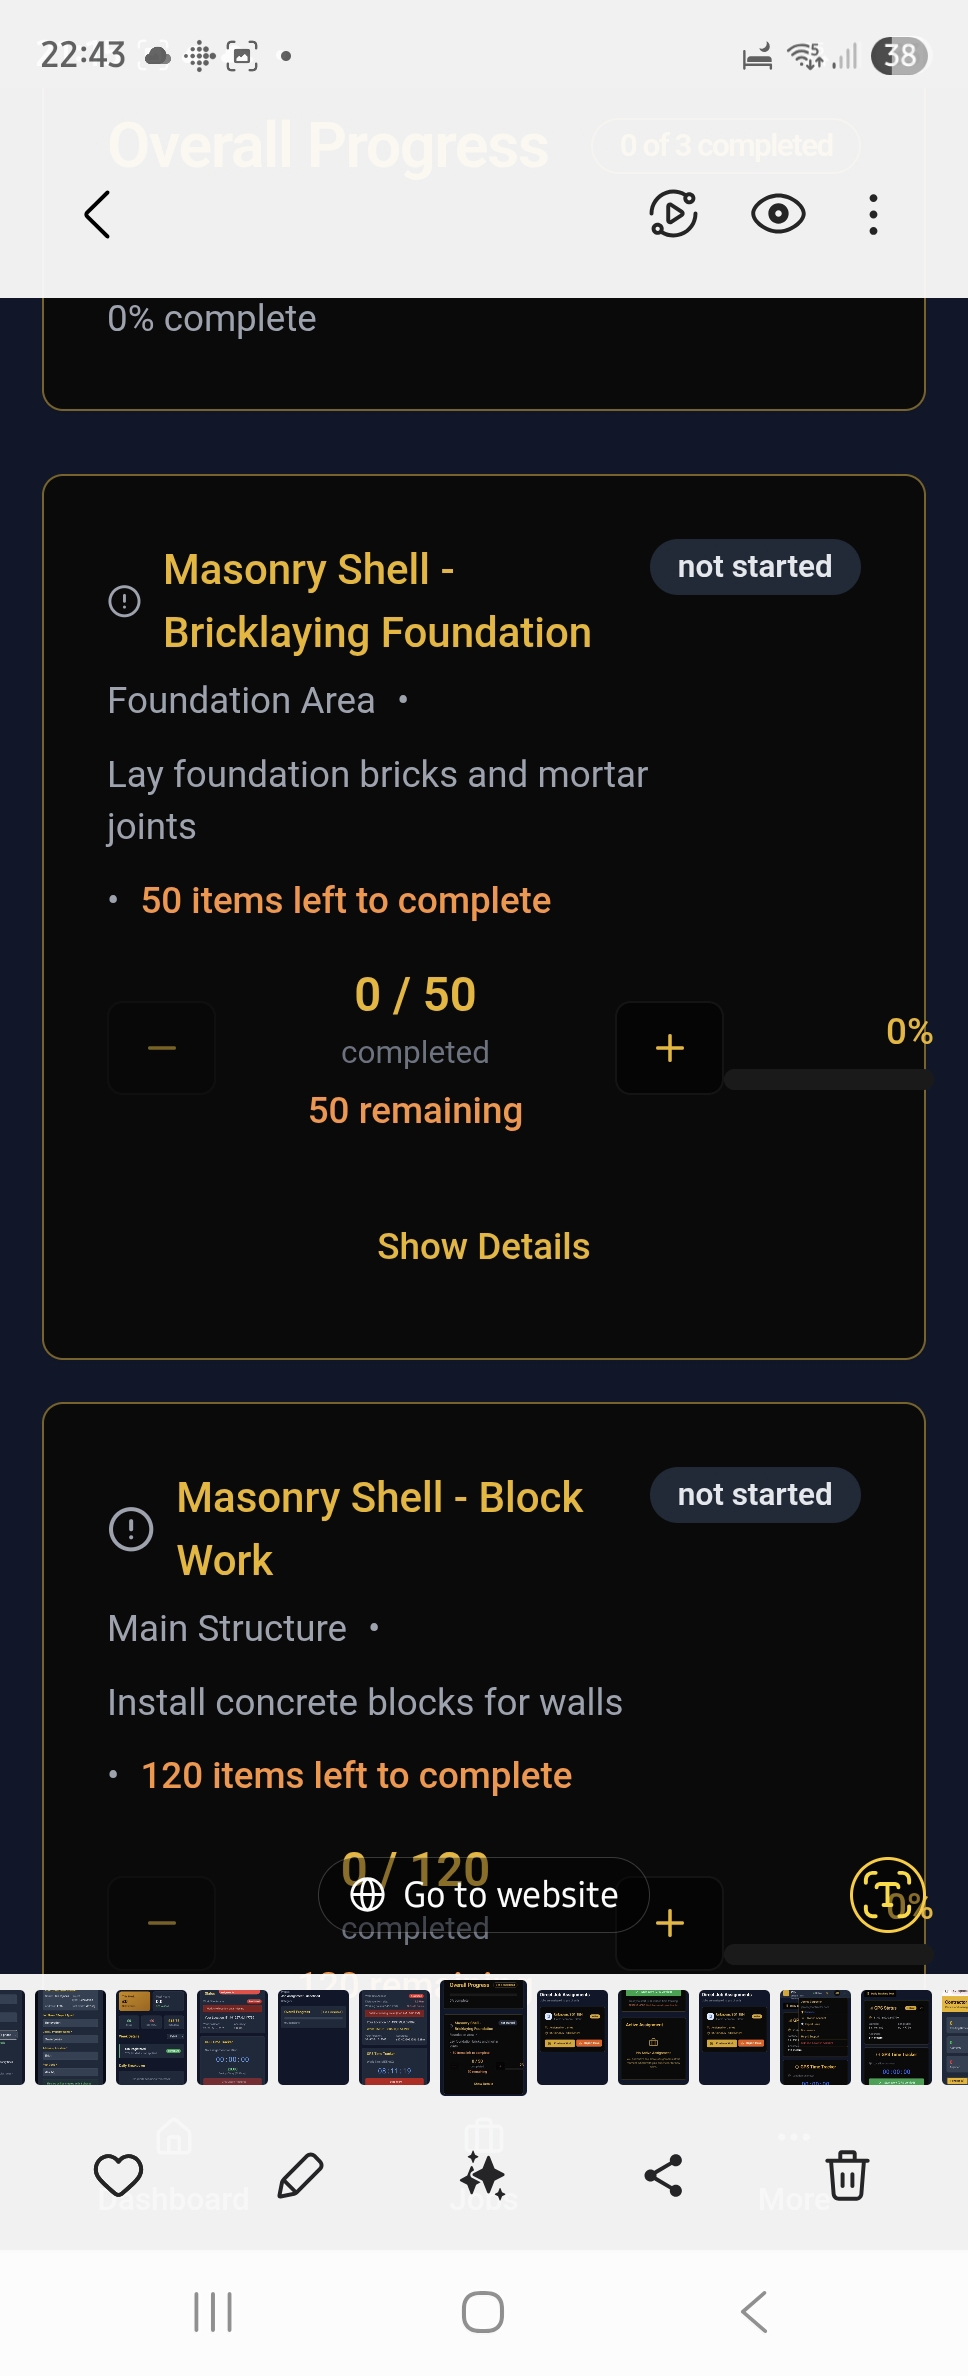 22:43
5
38
Overall Progress
0 of 3 completed
0% complete
Masonry Shell -
Bricklaying Foundation
not started
Foundation Area •
Lay foundation bricks and mortar
joints
• 50 items left to complete
0 / 50
completed
50 remaining
0%
Show Details
Masonry Shell - Block
Work
not started
Main Structure •
Install concrete blocks for walls
• 120 items left to complete
0 / 120
completed
0%
Go to website
T
Dashboard
Jobs
More